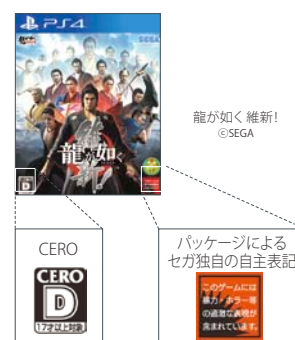 PS4
SEGA
龍が如く
維新!
D
龍が如く 維新!
©SEGA
CERO
CERO
D
17才以上対象
パッケージによる
セガ独自の自主表記
このゲームには
暴力・ホラー等
の過激な表現が
含まれています。